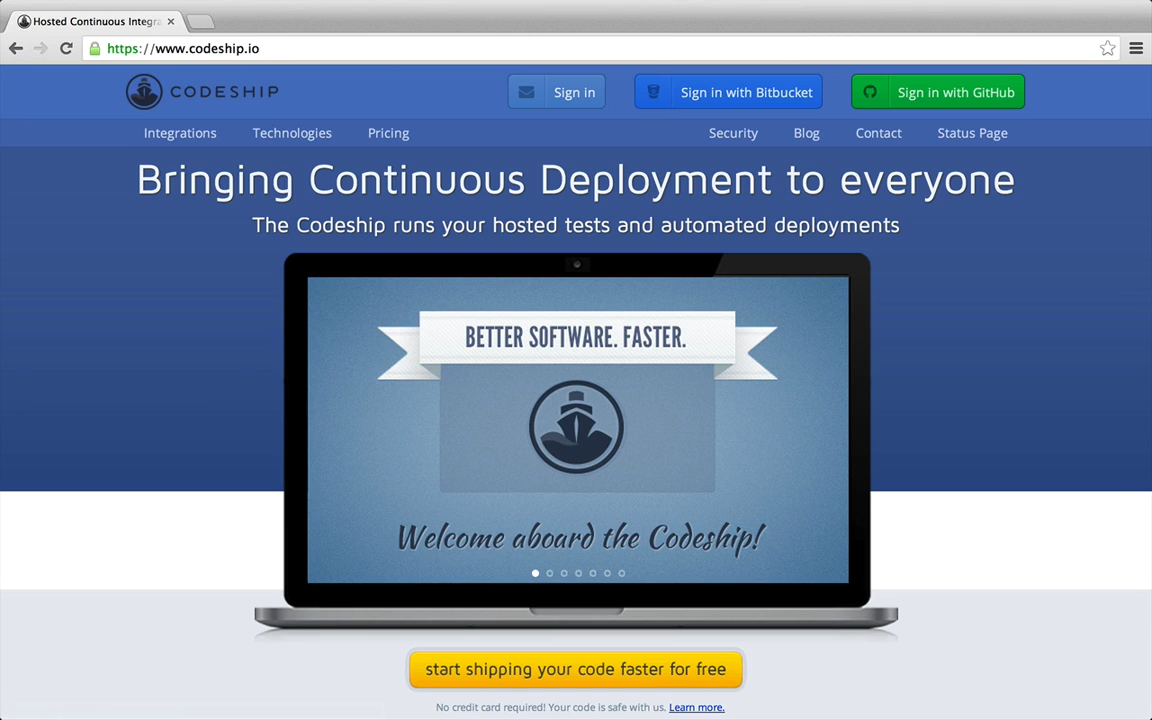 Hosted Continuous Integra
https://www.codeship.io
CODESHIP
Sign in
Sign in with Bitbucket
Sign in with GitHub
Integrations
Technologies
Pricing
Security
Blog
Contact
Status Page
Bringing Continuous Deployment to everyone
The Codeship runs your hosted tests and automated deployments
BETTER SOFTWARE. FASTER.
Welcome aboard the Codeship!
start shipping your code faster for free
No credit card required! Your code is safe with us. Learn more.